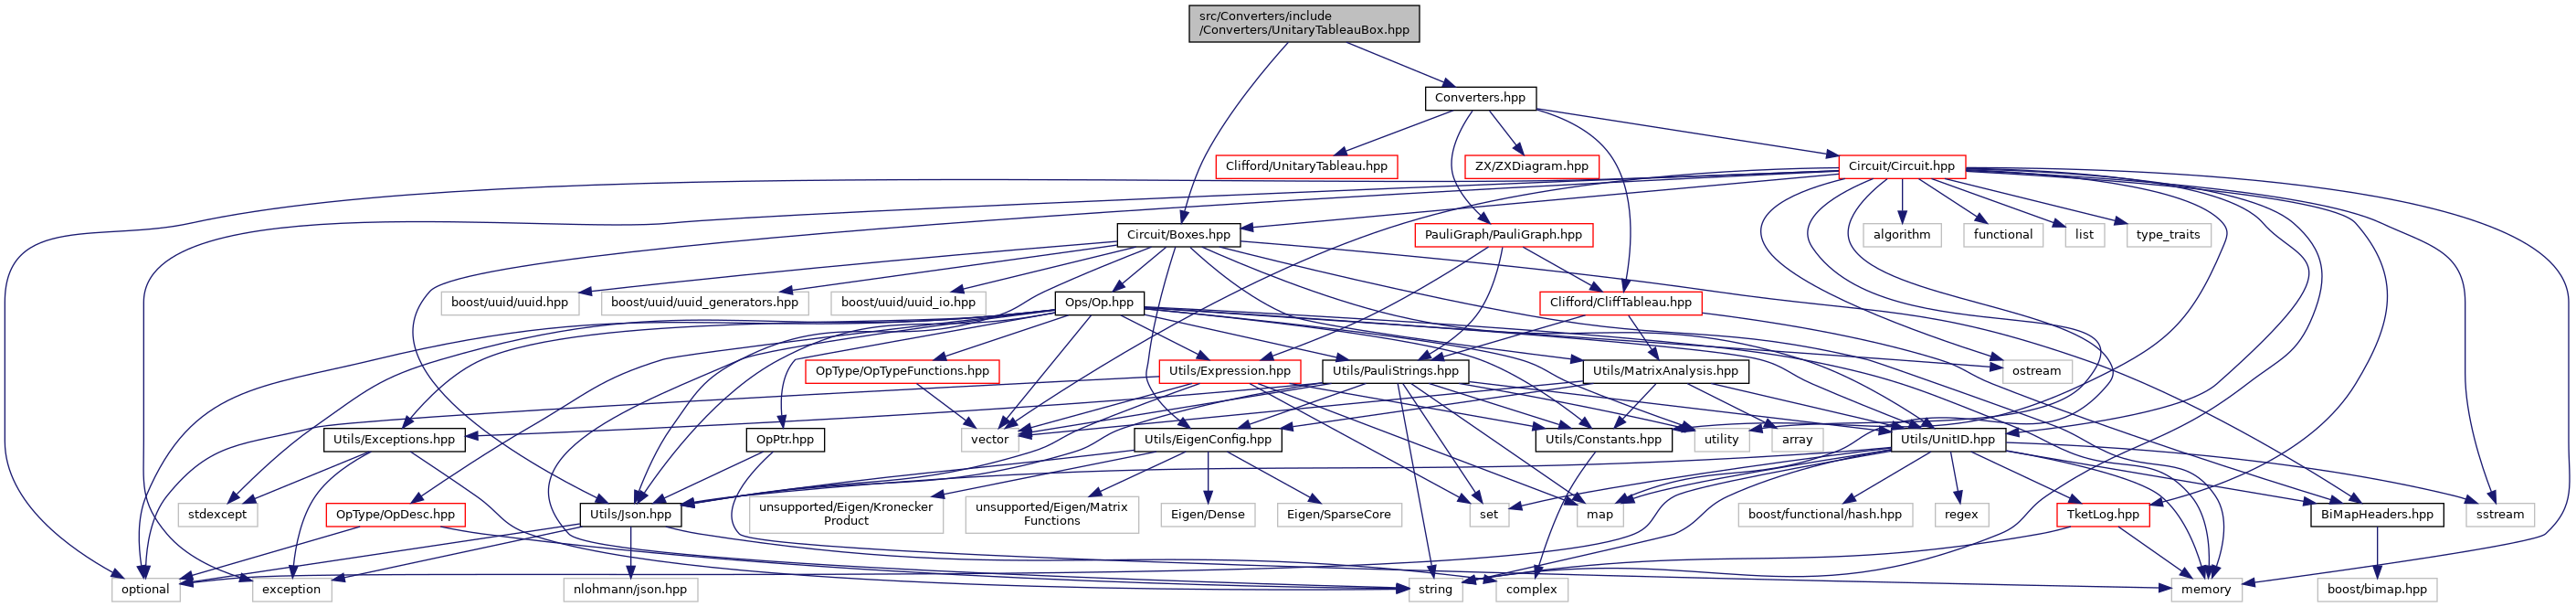 src/Converters/include
/Converters/UnitaryTableauBox.hpp
Converters.hpp
Clifford/UnitaryTableau.hpp
ZX/ZXDiagram.hpp
Circuit/Circuit.hpp
Circuit/Boxes.hpp
PauliGraph/PauliGraph.hpp
algorithm
functional
list
type_traits
boost/uuid/uuid.hpp
boost/uuid/uuid_generators.hpp
boost/uuid/uuid_io.hpp
Ops/Op.hpp
Clifford/CliffTableau.hpp
OpType/OpTypeFunctions.hpp
Utils/Expression.hpp
Utils/PauliStrings.hpp
Utils/MatrixAnalysis.hpp
ostream
Utils/Exceptions.hpp
OpPtr.hpp
vector
Utils/EigenConfig.hpp
Utils/Constants.hpp
utility
array
Utils/UnitID.hpp
stdexcept
OpType/OpDesc.hpp
Utils/Json.hpp
unsupported/Eigen/Kronecker
Product
unsupported/Eigen/Matrix
Functions
Eigen/Dense
Eigen/SparseCore
set
map
boost/functional/hash.hpp
regex
TketLog.hpp
BiMapHeaders.hpp
sstream
optional
exception
nlohmann/json.hpp
string
complex
memory
boost/bimap.hpp